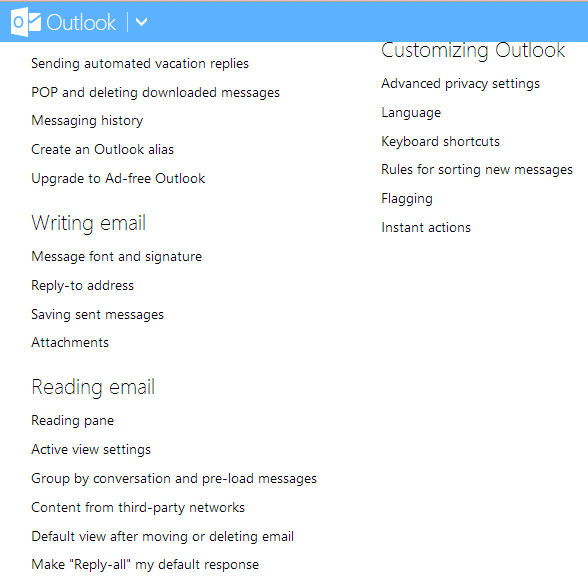 Outlook
Sending automated vacation replies
POP and deleting downloaded messages
Messaging history
Create an Outlook alias
Upgrade to Ad-free Outlook
Writing email
Message font and signature
Reply-to address
Saving sent messages
Attachments
Reading email
Reading pane
Active view settings
Group by conversation and pre-load messages
Content from third-party networks
Default view after moving or deleting email
Make "Reply-all" my default response
Customizing Outlook
Advanced privacy settings
Language
Keyboard shortcuts
Rules for sorting new messages
Flagging
Instant actions